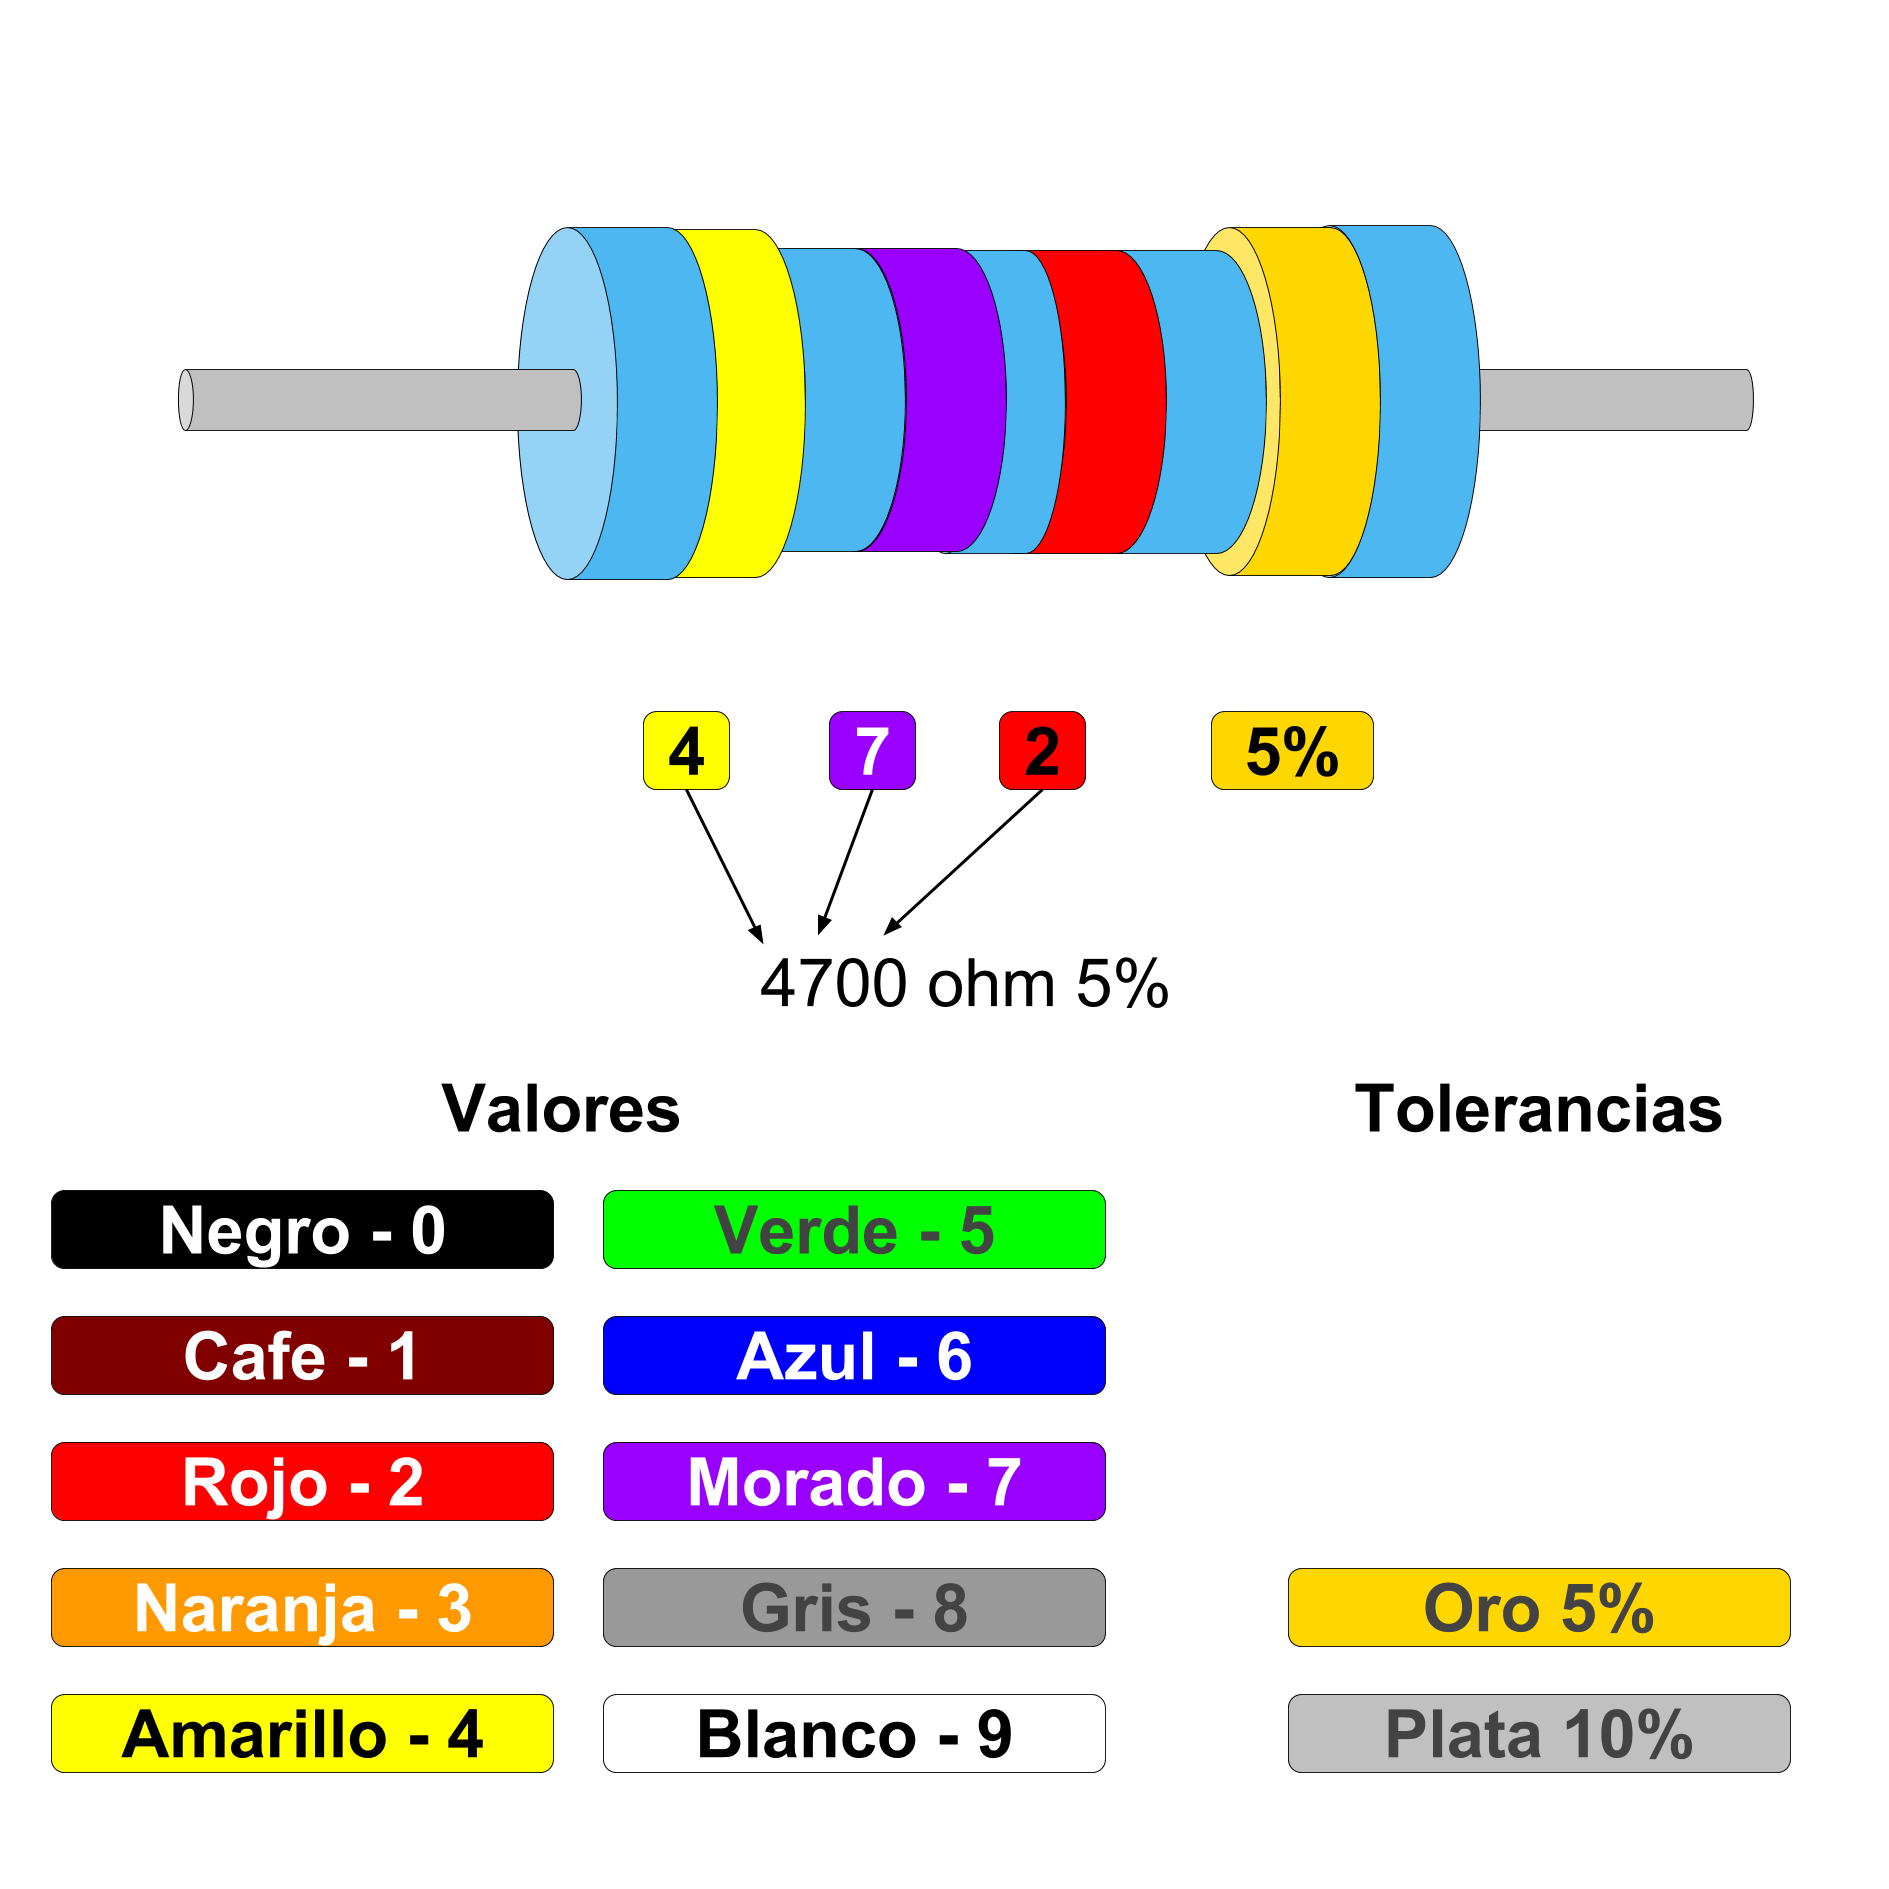 4 7 2 5%
4700 ohm 5%
Valores Tolerancias
Negro - 0 Verde - 5
Cafe - 1 Azul - 6
Rojo - 2 Morado - 7
Naranja - 3 Gris - 8 Oro 5%
Amarillo - 4 Blanco - 9 Plata 10%